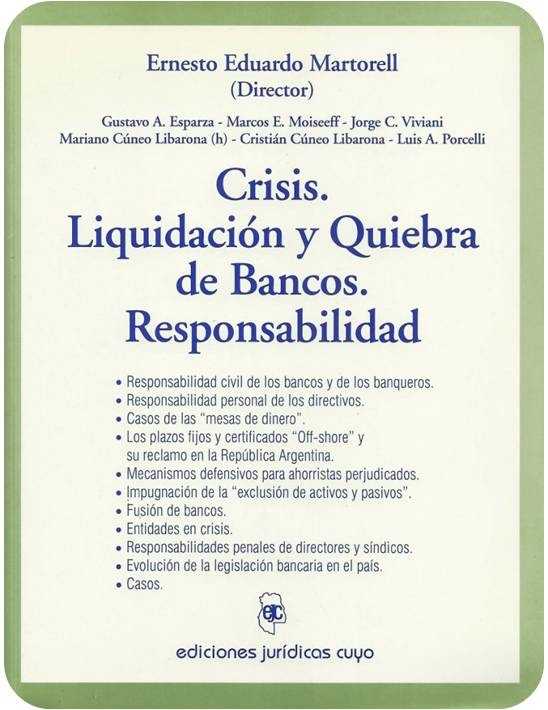 Ernesto Eduardo Martorell
(Director)
Gustavo A. Esparza - Marcos E. Moiseeff - Jorge C. Viviani
Mariano Cúneo Libarona (h) - Cristián Cúneo Libarona - Luis A. Porcelli
Crisis.
Liquidación y Quiebra
de Bancos.
Responsabilidad
• Responsabilidad civil de los bancos y de los banqueros.
• Responsabilidad personal de los directivos.
• Casos de las “mesas de dinero”.
• Los plazos fijos y certificados “Off-shore” y
su reclamo en la República Argentina.
• Mecanismos defensivos para ahorristas perjudicados.
• Impugnación de la “exclusión de activos y pasivos”.
• Fusión de bancos.
• Entidades en crisis.
• Responsabilidades penales de directores y síndicos.
• Evolución de la legislación bancaria en el país.
• Casos.
ejc
ediciones jurídicas cuyo